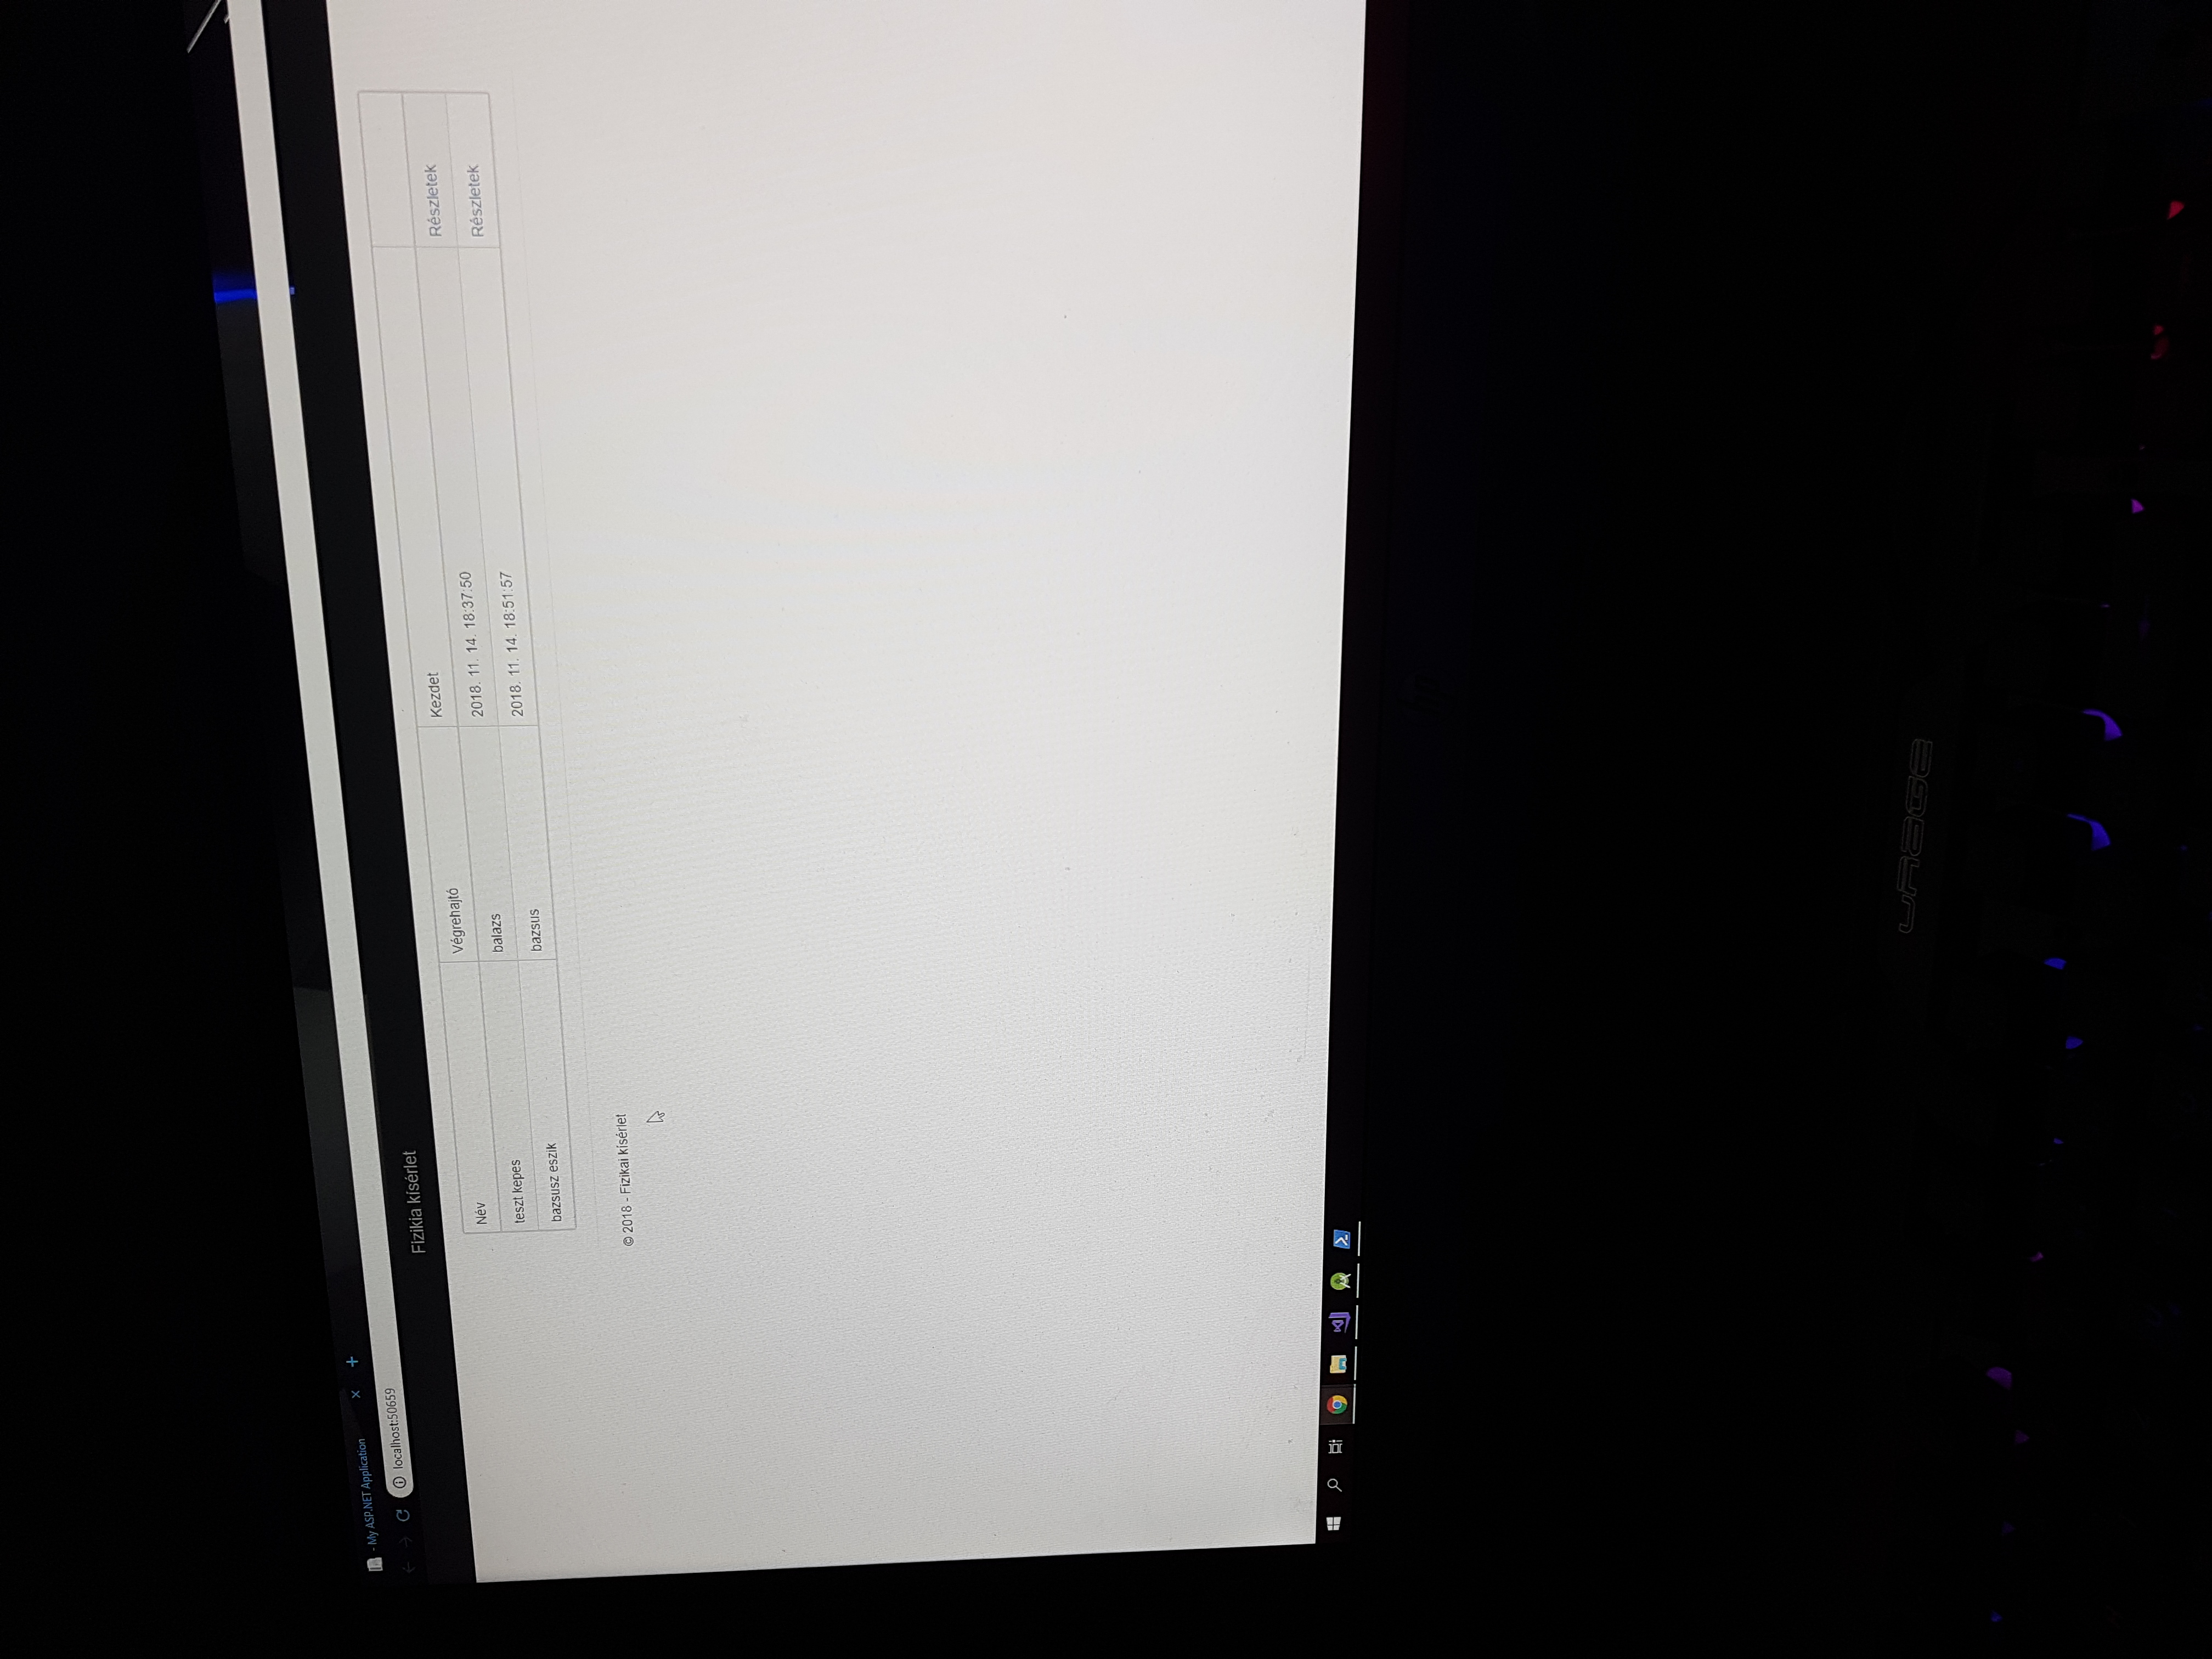 - My ASP.NET Application
localhost:50659
Fizikia kísérlet
Név Végrehajtó Kezdet
teszt kepes balazs 2018. 11. 14. 18:37:50 Részletek
bazsusz eszik bazsus 2018. 11. 14. 18:51:57 Részletek
© 2018 - Fizikai kísérlet
hp
uRAGE